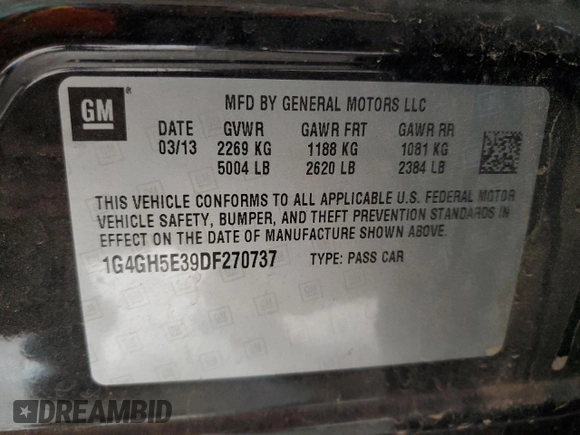 GM®
MFD BY GENERAL MOTORS LLC
DATE GVWR GAWR FRT GAWR RR
03/13 2269 KG 1188 KG 1081 KG
5004 LB 2620 LB 2384 LB
THIS VEHICLE CONFORMS TO ALL APPLICABLE U.S. FEDERAL MOTOR
VEHICLE SAFETY, BUMPER, AND THEFT PREVENTION STANDARDS IN
EFFECT ON THE DATE OF MANUFACTURE SHOWN ABOVE.
1G4GH5E39DF270737 TYPE: PASS CAR
DREAMBID